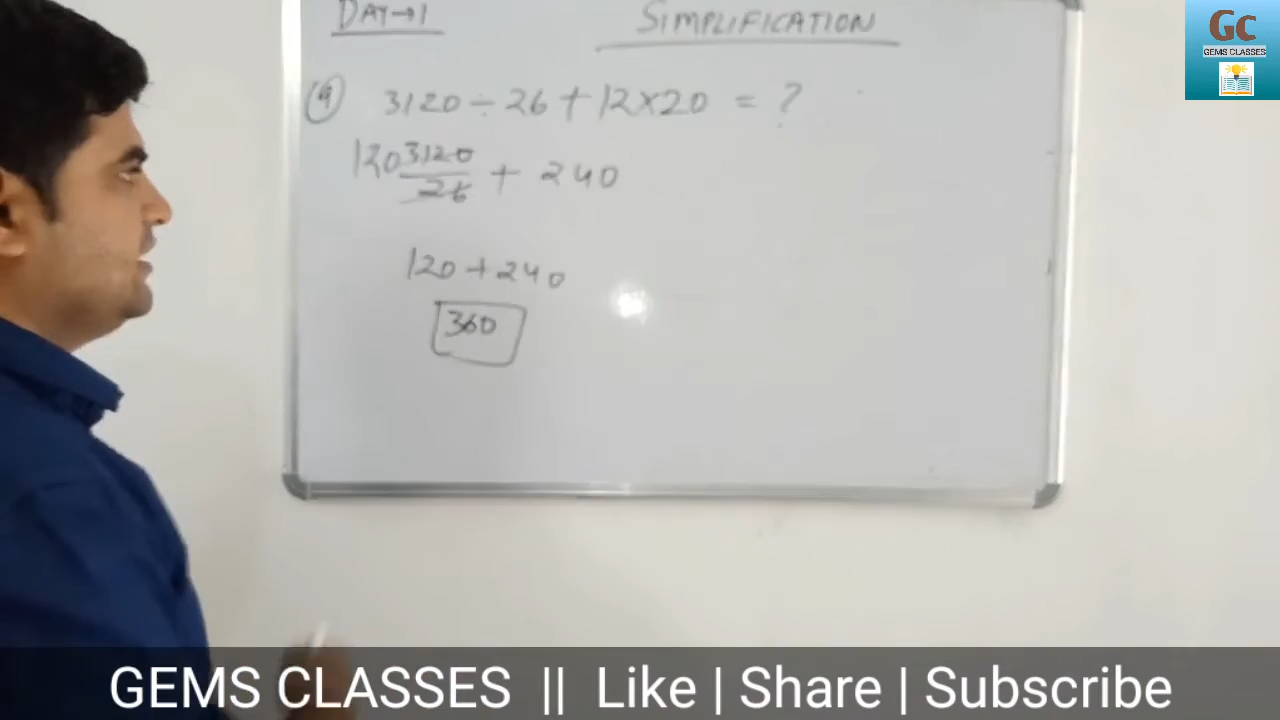 DAY→1
SIMPLIFICATION
(9) 3120 ÷ 26 + 12 × 20 = ?
120 3120/26 + 240
120 + 240
360
GC
GEMS CLASSES
GEMS CLASSES || Like | Share | Subscribe